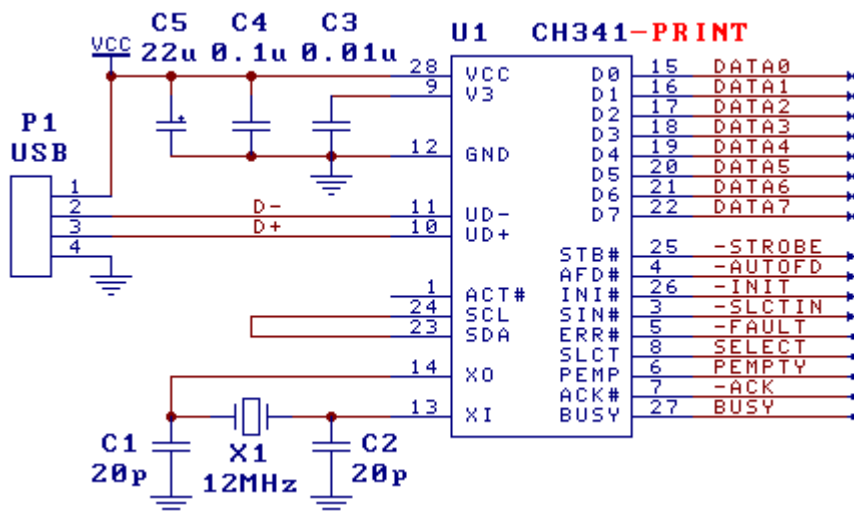 C5 C4 C3 U1 CH341-PRINT
VCC 22u 0.1u 0.01u
28 VCC D0 15 DATA0
9 V3 D1 16 DATA1
D2 17 DATA2
P1 D3 18 DATA3
USB 12 GND D4 19 DATA4
D5 20 DATA5
1 D6 21 DATA6
2 D- 11 UD- D7 22 DATA7
3 D+ 10 UD+
4 STB# 25 -STROBE
AFD# 4 -AUTOFD
1 ACT# INI# 26 -INIT
24 SCL SIN# 3 -SLCTIN
23 SDA ERR# 5 -FAULT
SLCT 8 SELECT
14 XO PEMP 6 PEMPTY
ACK# 7 -ACK
13 XI BUSY 27 BUSY
C1 X1 C2
20p 12MHz 20p